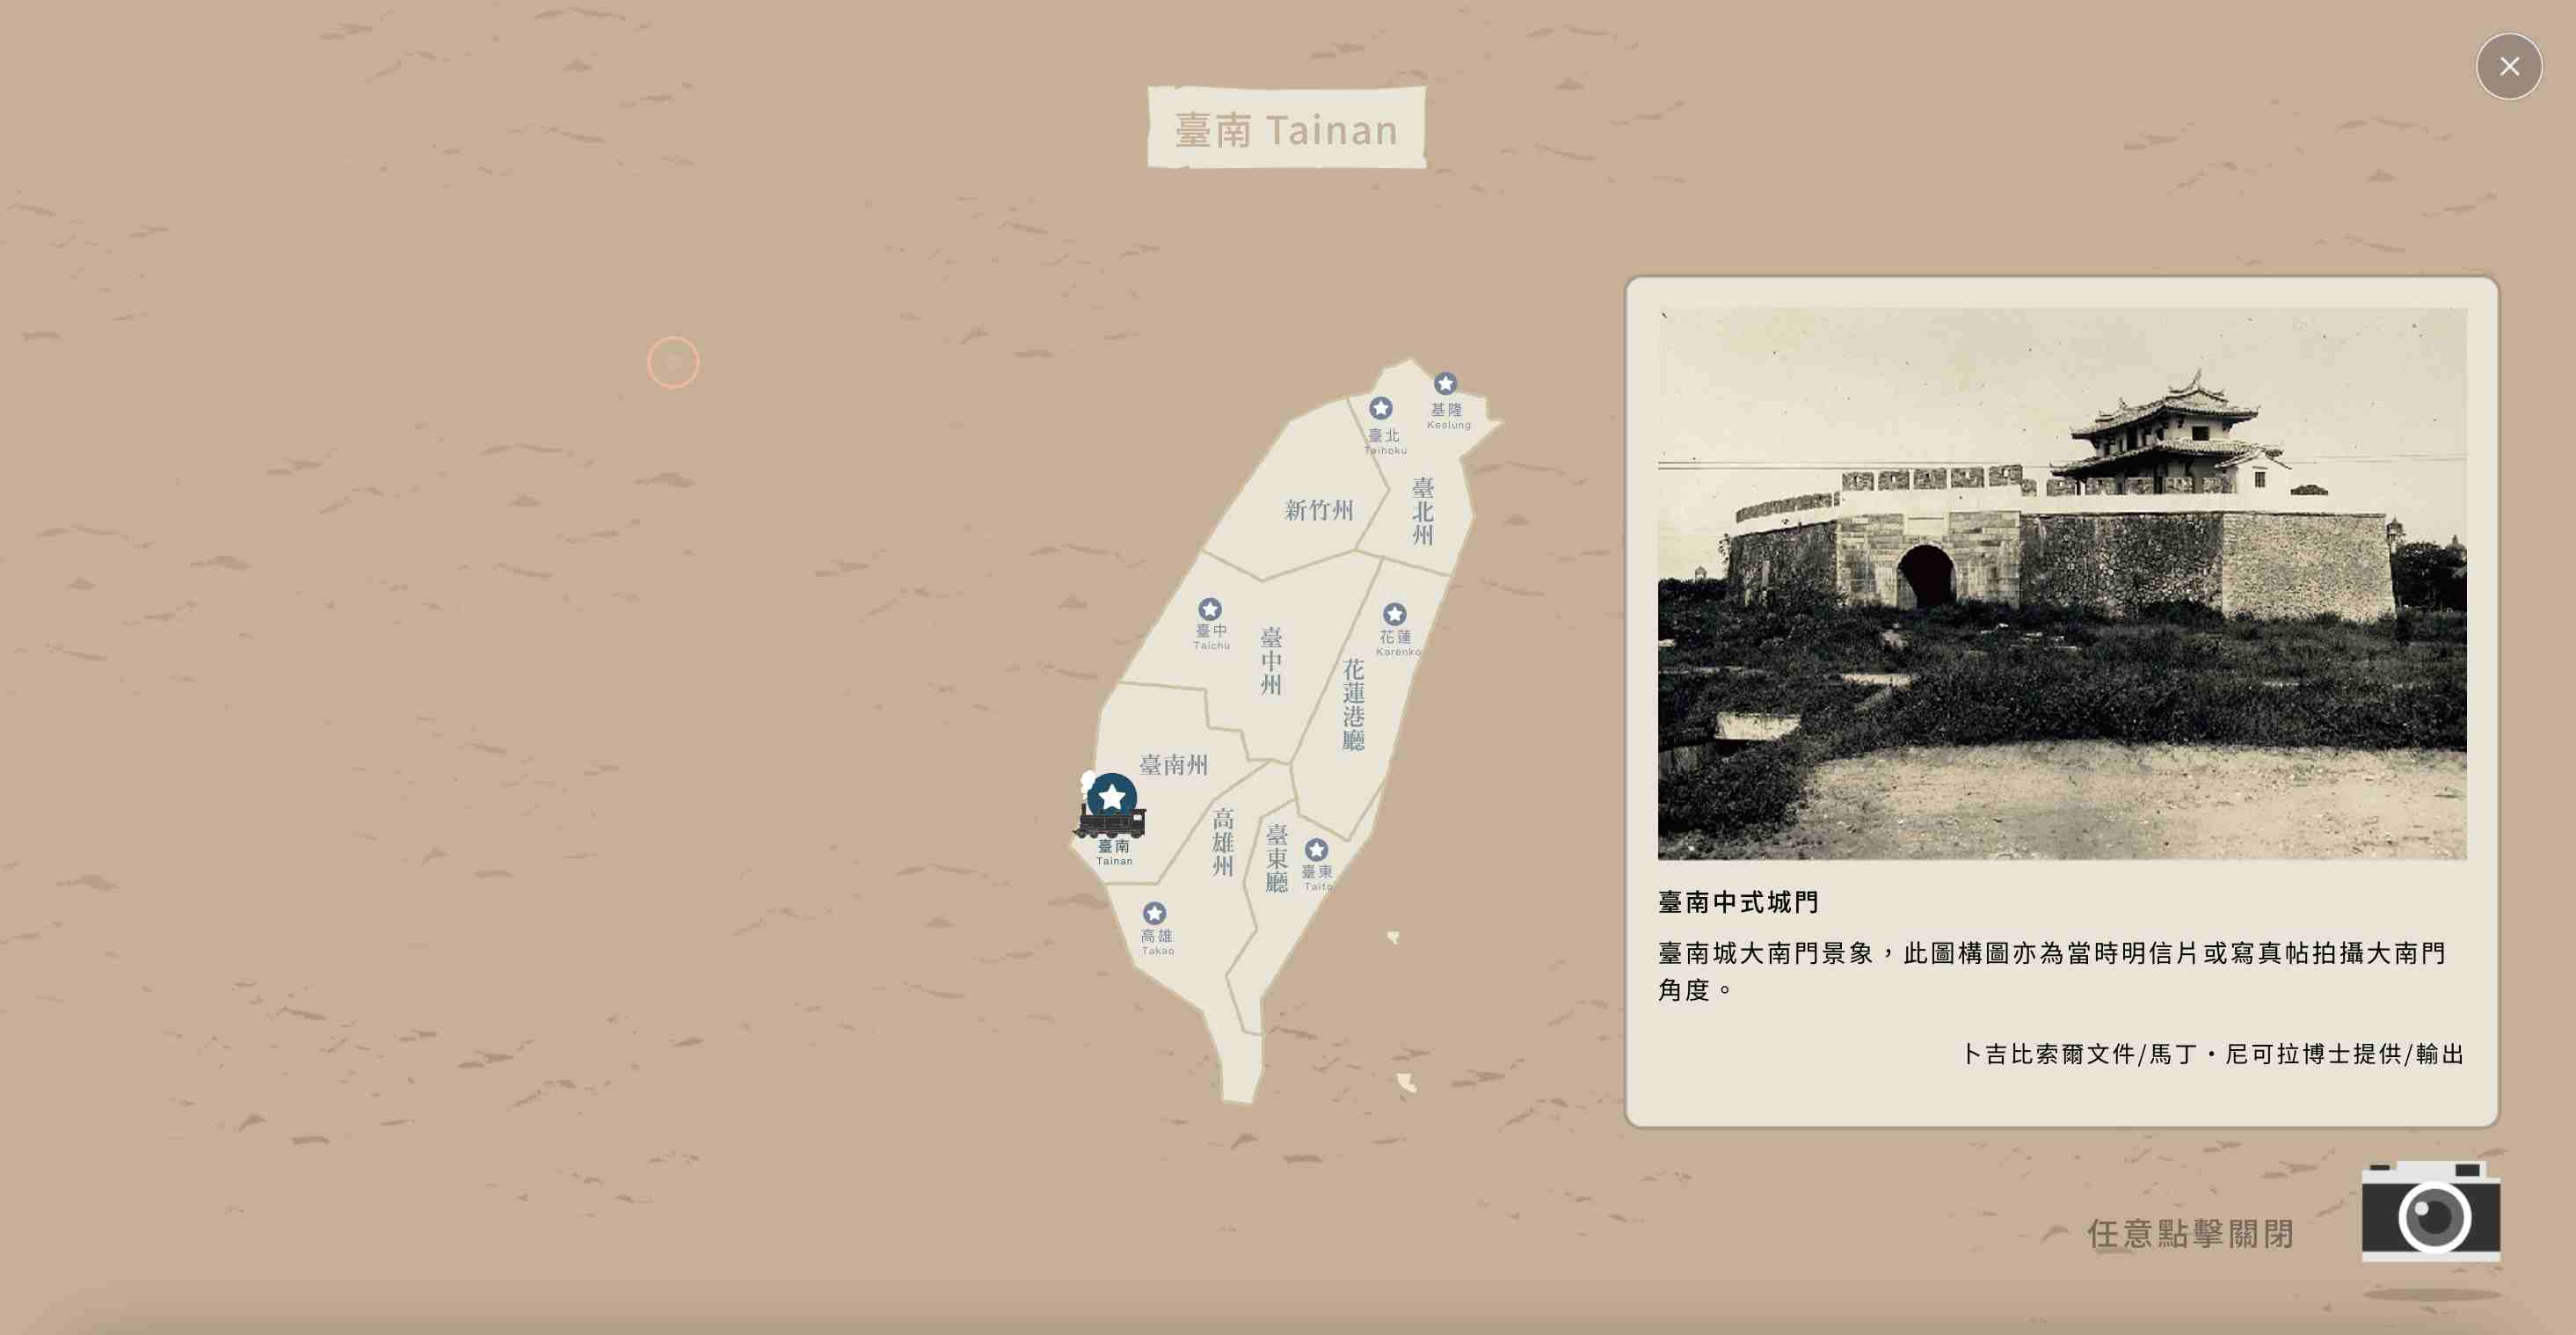 臺南 Tainan
基隆
Keelung
臺北
Taihoku
臺北州
新竹州
臺中
Taichu
臺中州
花蓮
Karenko
花蓮港廳
臺南州
臺南
Tainan
高雄州
臺東廳
臺東
Taito
高雄
Takao
臺南中式城門
臺南城大南門景象，此圖構圖亦為當時明信片或寫真帖拍攝大南門
角度。
卜吉比索爾文件/馬丁・尼可拉博士提供/輸出
任意點擊關閉